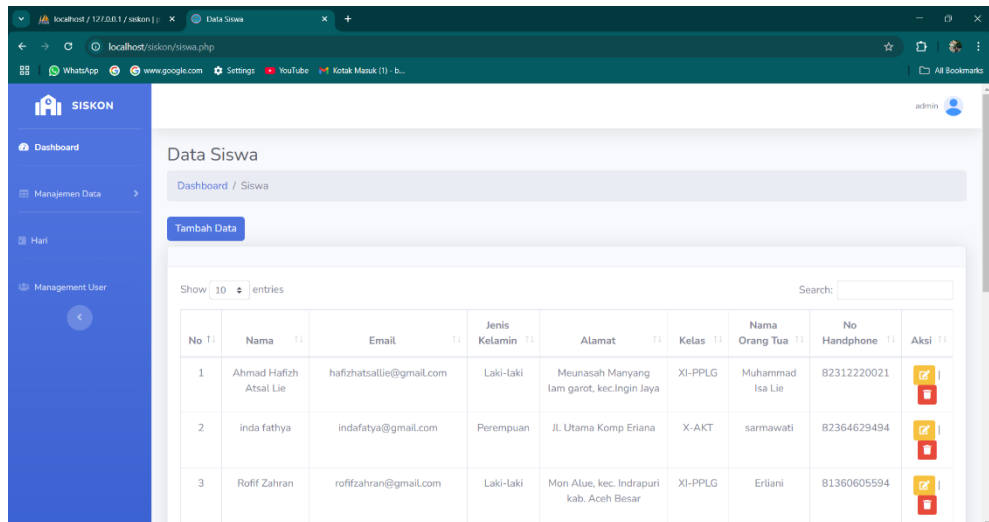 localhost / 127.0.0.1 / siskon | p
Data Siswa
localhost/siskon/siswa.php
WhatsApp
www.google.com
Settings
YouTube
Kotak Masuk (1) - b...
All Bookmarks
SISKON
admin
Dashboard
Manajemen Data
Hari
Management User
Data Siswa
Dashboard / Siswa
Tambah Data
Show 10 entries
Search:
No Nama Email Jenis Kelamin Alamat Kelas Nama Orang Tua No Handphone Aksi
1 Ahmad Hafizh Atsal Lie hafizhatsallie@gmail.com Laki-laki Meunasah Manyang lam garot, kec.Ingin Jaya XI-PPLG Muhammad Isa Lie 82312220021 |
2 inda fathya indafatya@gmail.com Perempuan Jl. Utama Komp Eriana X-AKT sarmawati 82364629494 |
3 Rofif Zahran rofifzahran@gmail.com Laki-laki Mon Alue, kec. Indrapuri kab. Aceh Besar XI-PPLG Erliani 81360605594 |